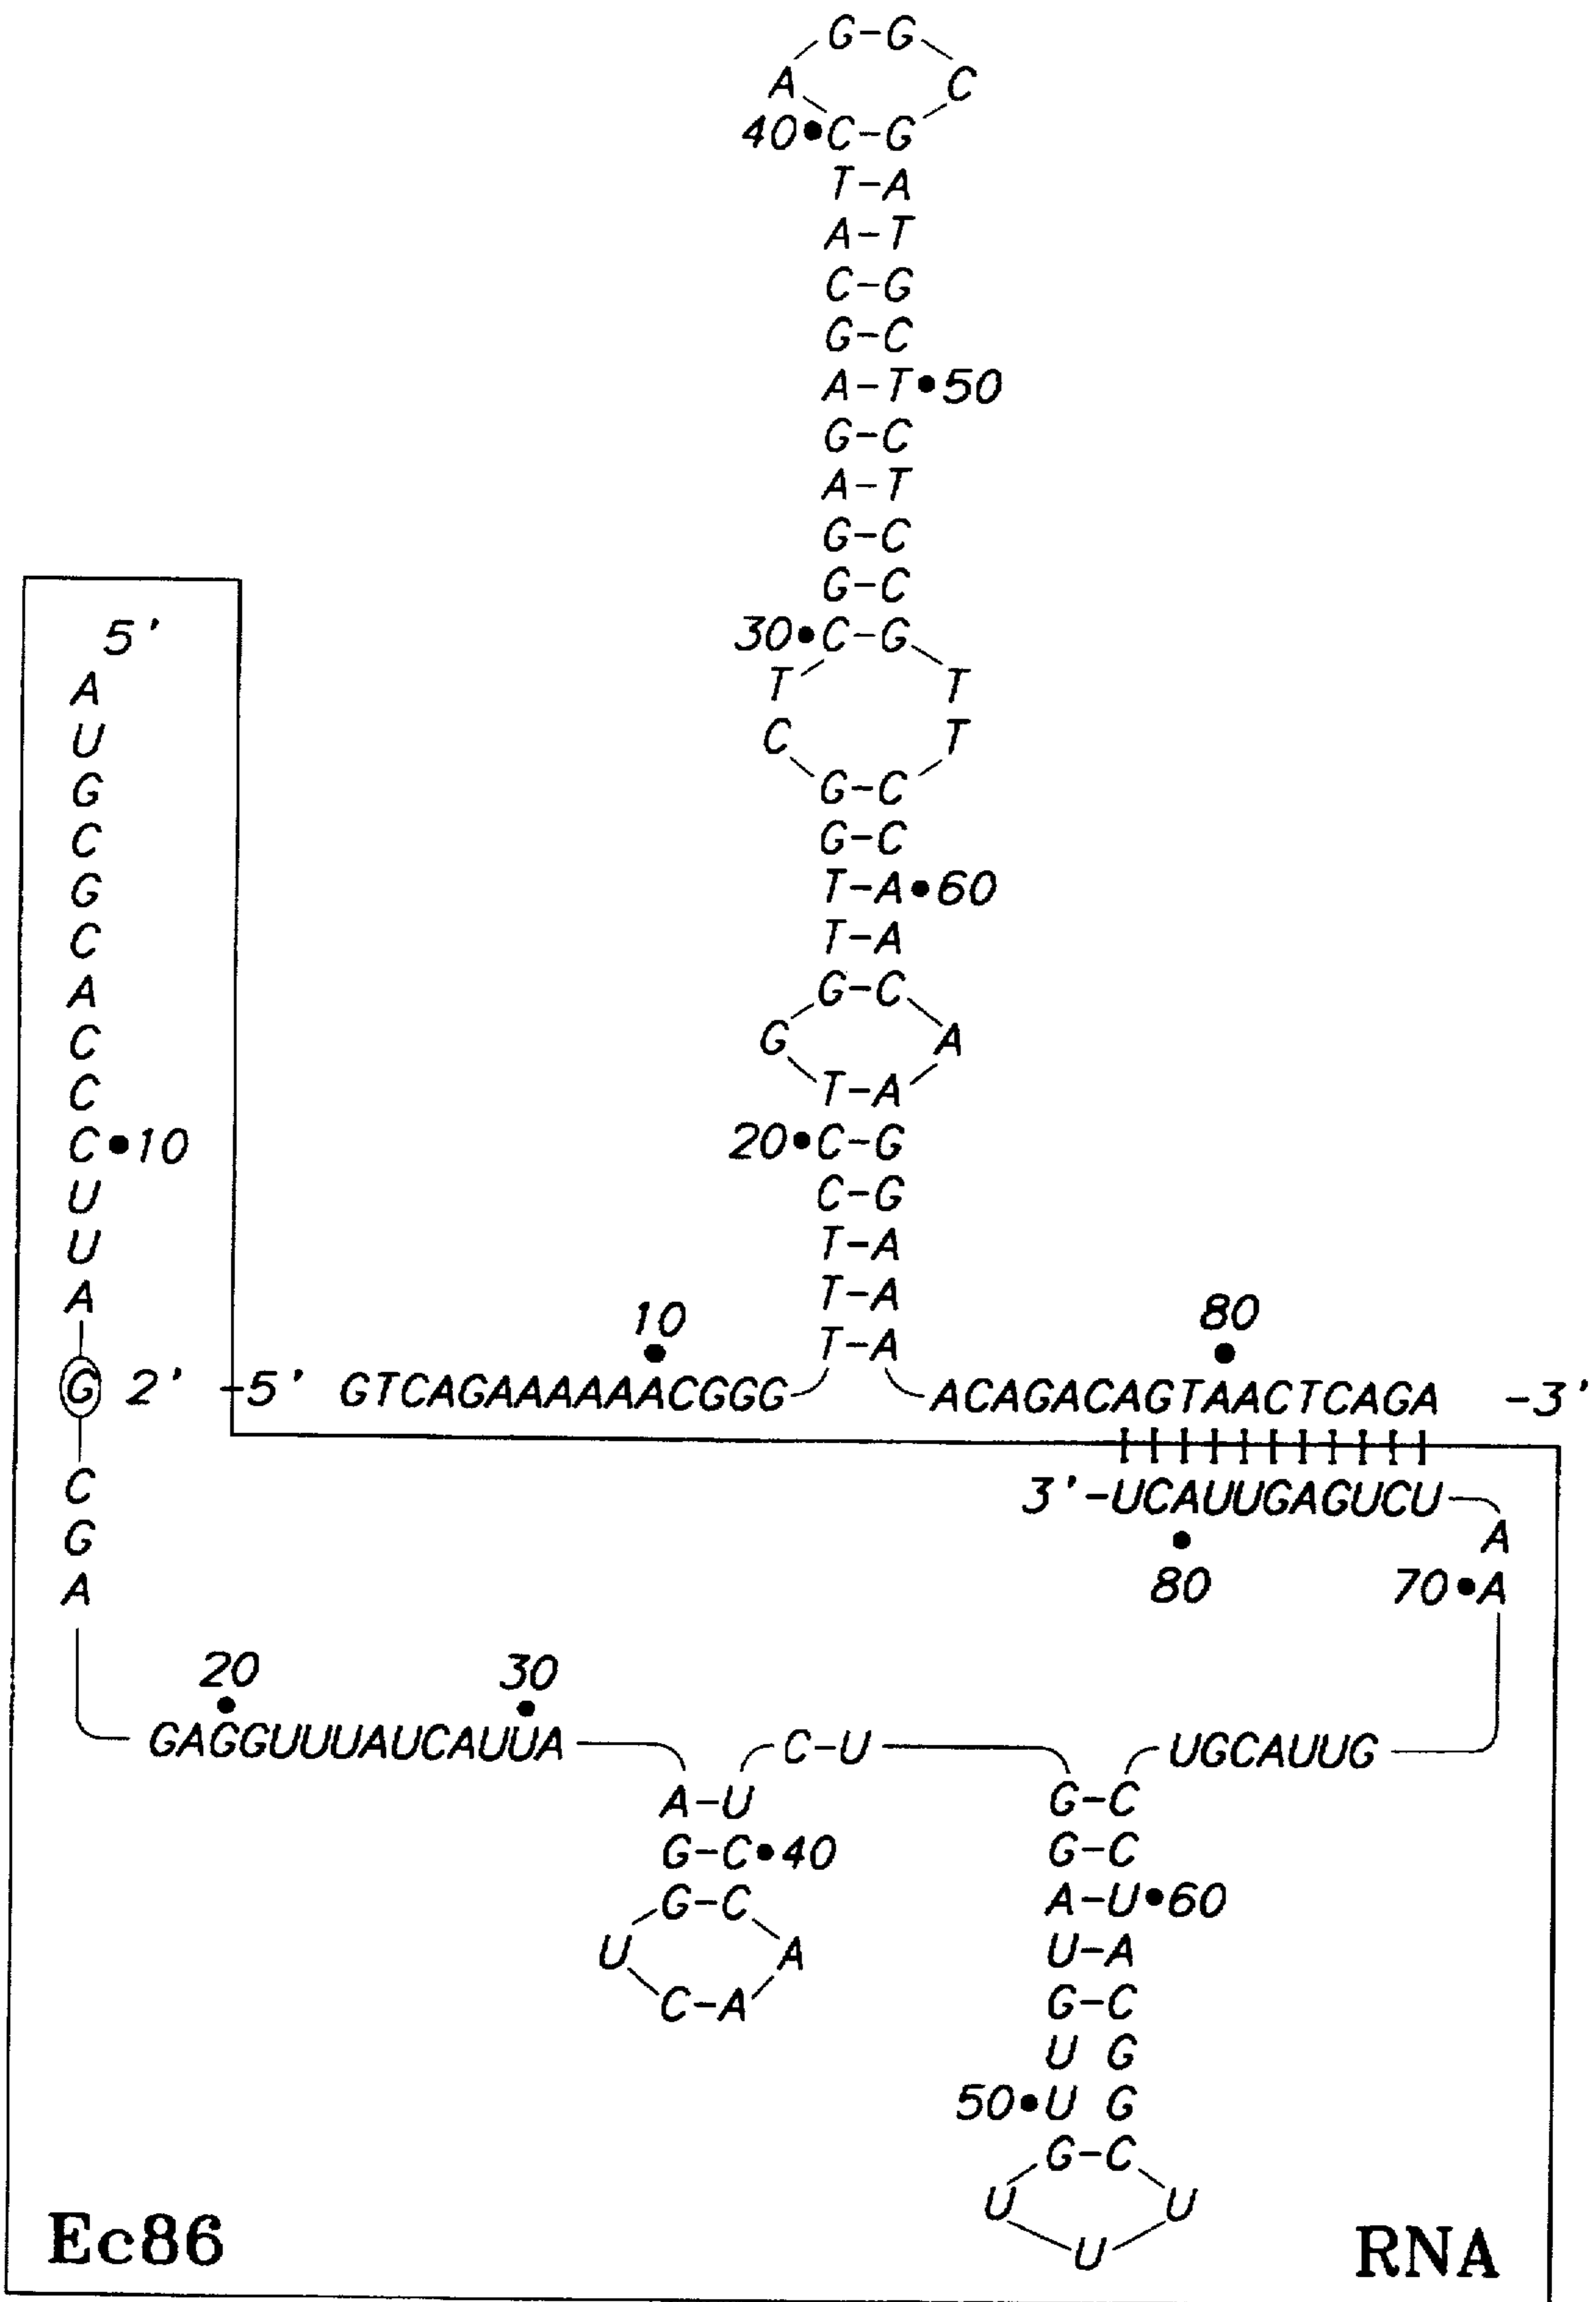 G-G
A C
40•C-G
T-A
A-T
C-G
G-C
A-T•50
G-C
A-T
G-C
G-C
30•C-G
T T
C T
G-C
G-C
T-A•60
T-A
G-C
G A
T-A
20•C-G
C-G
T-A
T-A
T-A
5'
A
U
G
C
G
C
A
C
C
C•10
U
U
A
G 2' -5' GTCAGAAAAAACGGG ACAGACAGTAACTCAGA -3'
10 80
C
G
A
3'-UCAUUGAGUCU
80
A
70•A
20 30
GAGGUUUAUCAUUA C-U UGCAUUG
A-U
G-C•40
G-C
U A
C-A
G-C
G-C
A-U•60
U-A
G-C
U G
50•U G
G-C
U U
U
Ec86
RNA